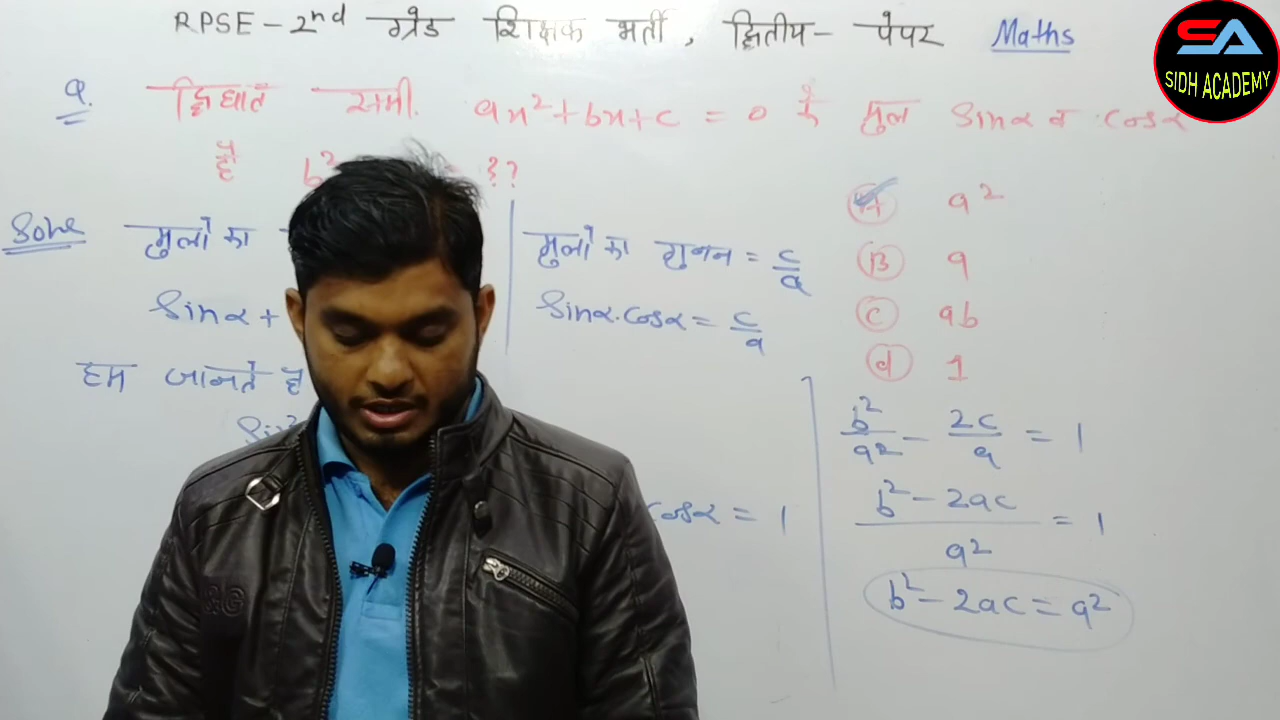 RPSE - 2nd ग्रेड शिक्षक भर्ती, द्वितीय - पेपर Maths
SA
SIDH ACADEMY
Q. द्विघात समी. ax²+bx+c = 0 के मुल sinα व cosα
है b² = ??
Solve मुलों का
sinα +
हम जानते है
sin²
मुलों का गुणन = c/a
sinα.cosα = c/a
cosα = 1
A a²
B a
C ab
d 1
b²/a² - 2c/a = 1
b² - 2ac / a² = 1
b² - 2ac = a²